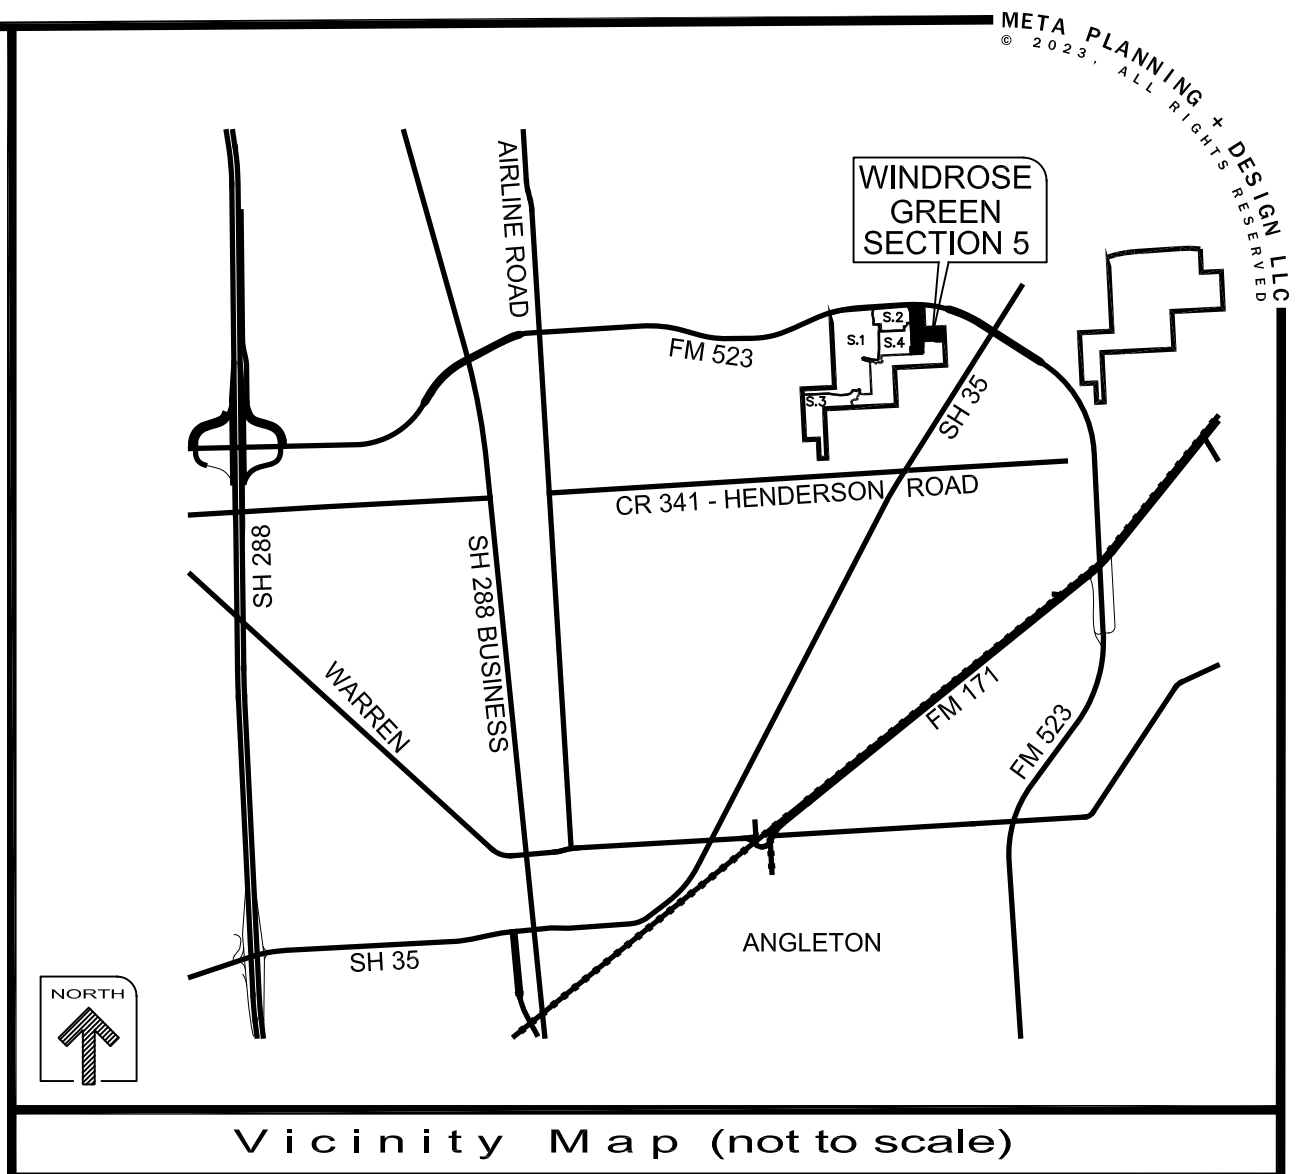 META PLANNING + DESIGN LLC
© 2023, ALL RIGHTS RESERVED
WINDROSE
GREEN
SECTION 5
AIRLINE ROAD
S.2
S.1
S.4
FM 523
S.3
SH 35
CR 341 - HENDERSON ROAD
SH 288
SH 288 BUSINESS
WARREN
FM 171
FM 523
ANGLETON
SH 35
NORTH
Vicinity Map (not to scale)